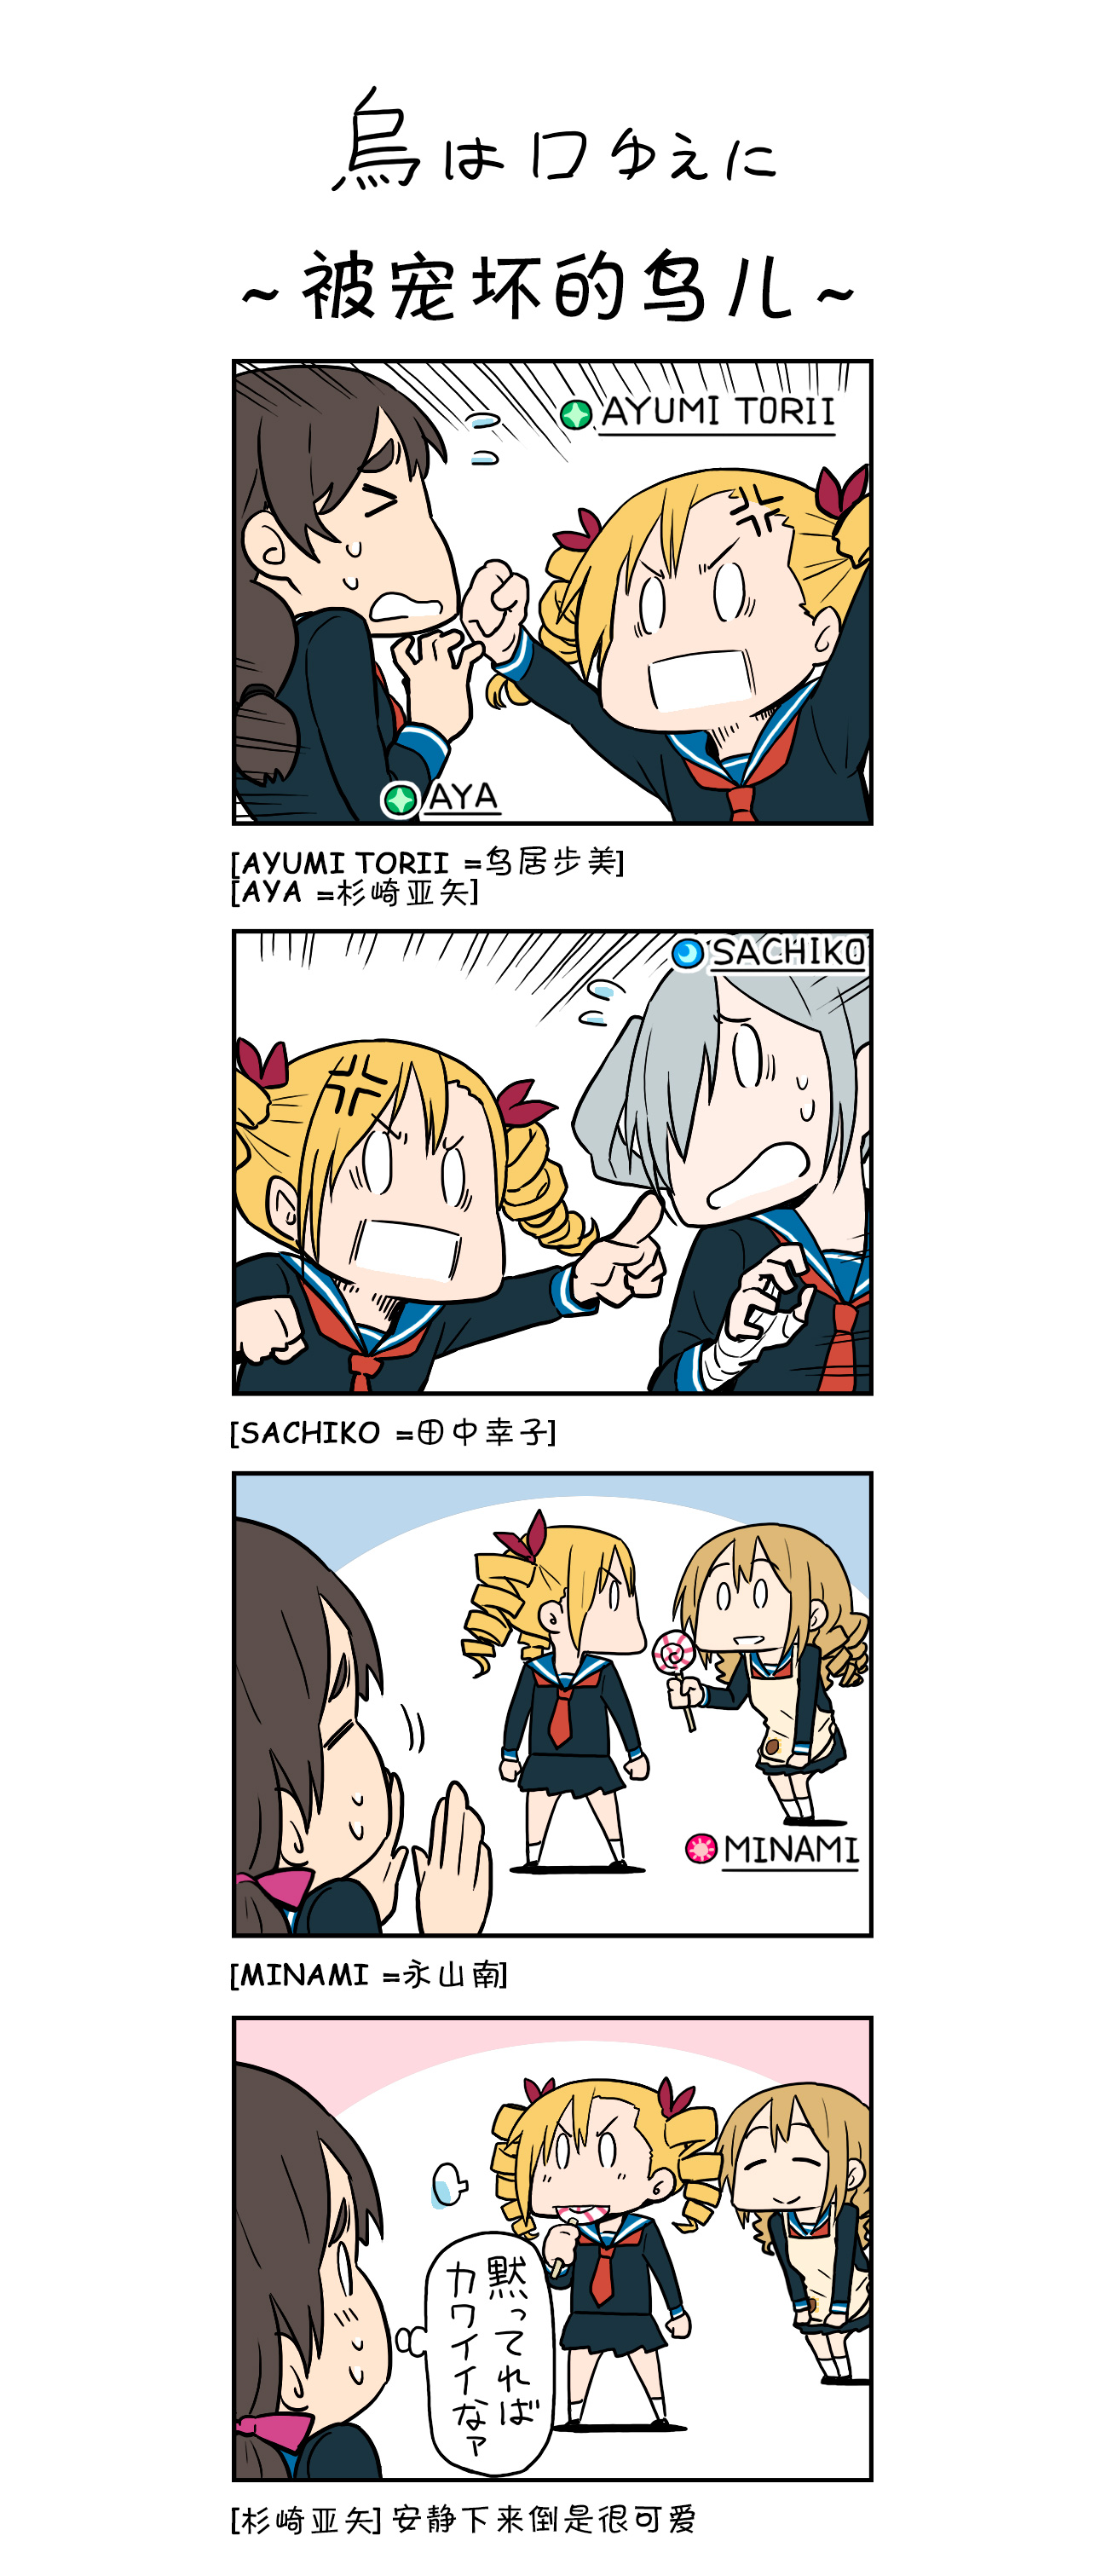 烏は口ゆえに
~被宠坏的鸟儿~
AYUMI TORII
AYA
[AYUMI TORII =鸟居步美]
[AYA =杉崎亚矢]
SACHIKO
[SACHIKO =田中幸子]
MINAMI
[MINAMI =永山南]
黙ってれば
カワイイなァ
[杉崎亚矢] 安静下来倒是很可爱